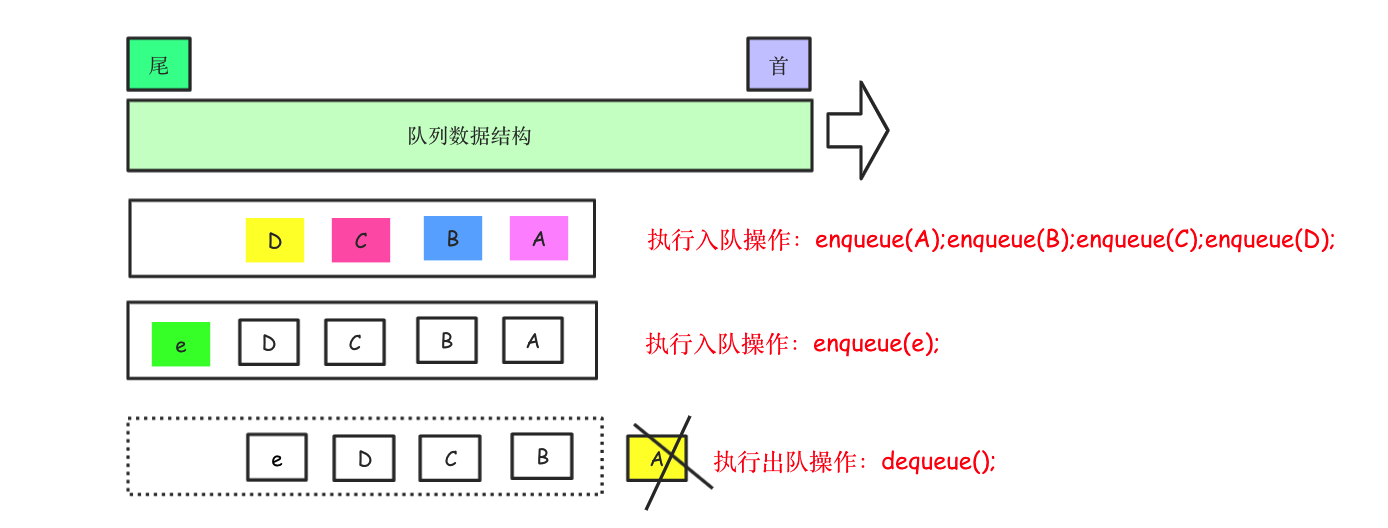 尾 首
队列数据结构
D C B A 执行入队操作：enqueue(A);enqueue(B);enqueue(C);enqueue(D);
e D C B A 执行入队操作：enqueue(e);
e D C B A 执行出队操作：dequeue();